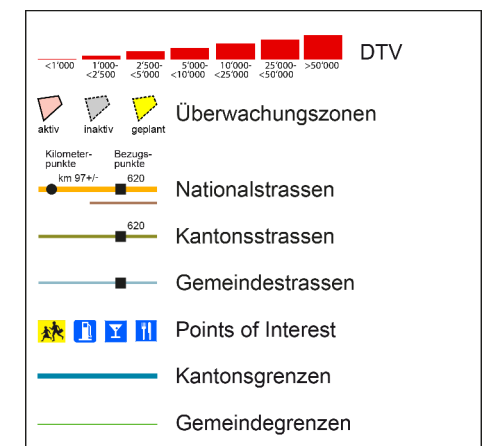 DTV
<1'000 1'000- 2'500- 5'000- 10'000- 25'000- >50'000
<2'500 <5'000 <10'000 <25'000 <50'000
Überwachungszonen
aktiv inaktiv geplant
Kilometer- Bezugs-
punkte punkte
km 97+/- 620
Nationalstrassen
620
Kantonsstrassen
Gemeindestrassen
Points of Interest
Kantonsgrenzen
Gemeindegrenzen